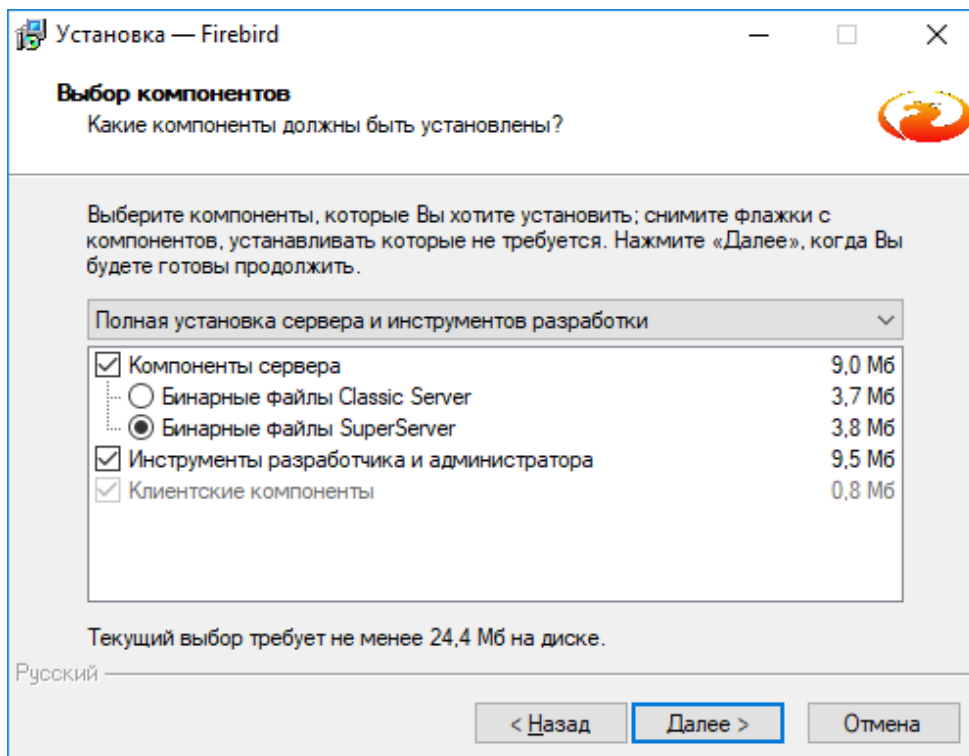 Установка — Firebird
Выбор компонентов
Какие компоненты должны быть установлены?
Выберите компоненты, которые Вы хотите установить; снимите флажки с
компонентов, устанавливать которые не требуется. Нажмите «Далее», когда Вы
будете готовы продолжить.
Полная установка сервера и инструментов разработки
Компоненты сервера 9,0 Мб
Бинарные файлы Classic Server 3,7 Мб
Бинарные файлы SuperServer 3,8 Мб
Инструменты разработчика и администратора 9,5 Мб
Клиентские компоненты 0,8 Мб
Текущий выбор требует не менее 24,4 Мб на диске.
Русский
< Назад Далее > Отмена